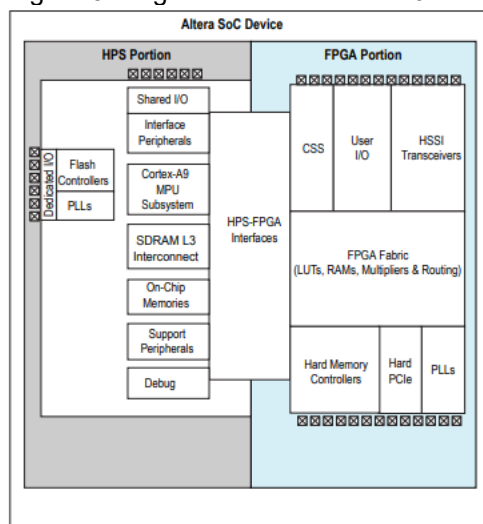 Altera SoC Device
HPS Portion
FPGA Portion
Shared I/O
Interface
Peripherals
Dedicated I/O
Flash
Controllers
PLLs
Cortex-A9
MPU
Subsystem
SDRAM L3
Interconnect
On-Chip
Memories
Support
Peripherals
Debug
HPS-FPGA
Interfaces
CSS
User
I/O
HSSI
Transceivers
FPGA Fabric
(LUTs, RAMs, Multipliers & Routing)
Hard Memory
Controllers
Hard
PCIe
PLLs